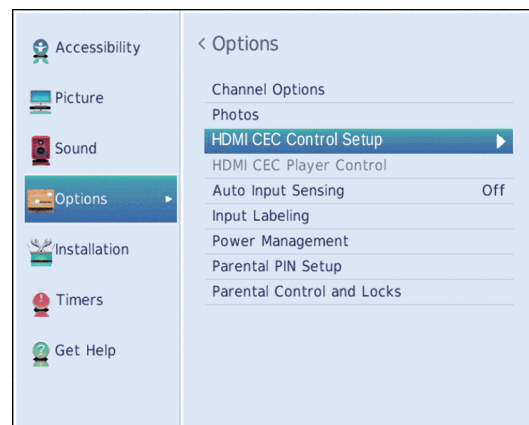 Accessibility
Picture
Sound
Options
Installation
Timers
Get Help
< Options
Channel Options
Photos
HDMI CEC Control Setup
HDMI CEC Player Control
Auto Input Sensing Off
Input Labeling
Power Management
Parental PIN Setup
Parental Control and Locks